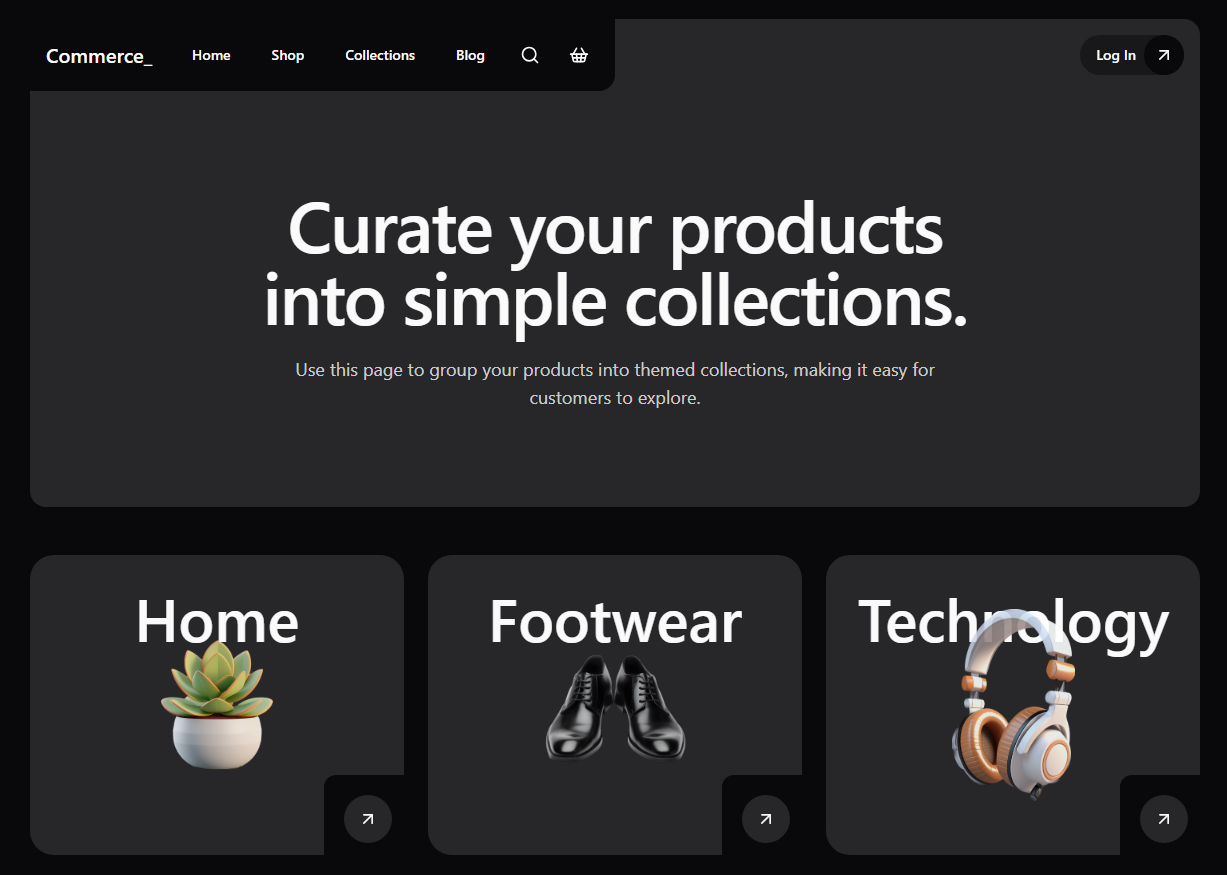 Commerce_ Home Shop Collections Blog Log In
Curate your products
into simple collections.
Use this page to group your products into themed collections, making it easy for
customers to explore.
Home Footwear Technology